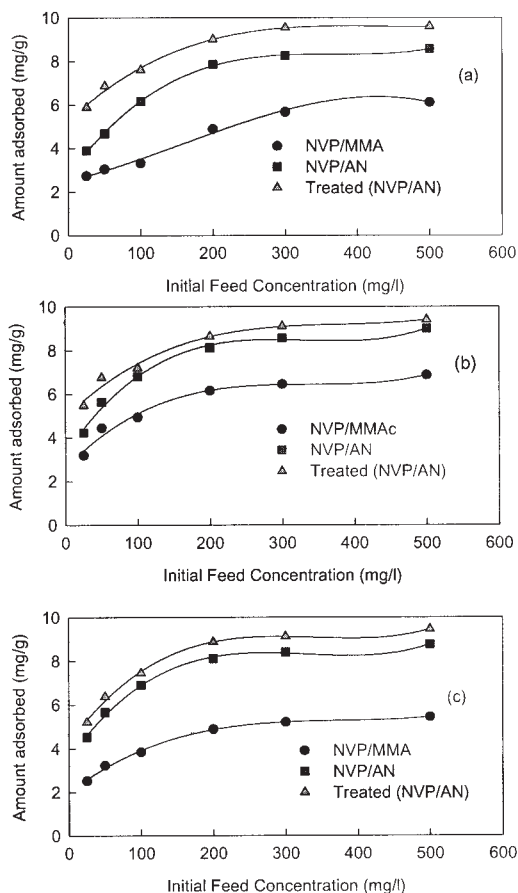 10
8
6
4
2
0
Amount adsorbed (mg/g)
(a)
NVP/MMA
NVP/AN
Treated (NVP/AN)
0 100 200 300 400 500 600
Initial Feed Concentration (mg/l)
10
8
6
4
2
0
Amount adsorbed (mg/g)
(b)
NVP/MMAc
NVP/AN
Treated (NVP/AN)
0 100 200 300 400 500 600
Initial Feed Concentration (mg/l)
10
8
6
4
2
0
Amount adsorbed (mg/g)
(c)
NVP/MMA
NVP/AN
Treated (NVP/AN)
0 100 200 300 400 500 600
Initial Feed Concentration (mg/l)